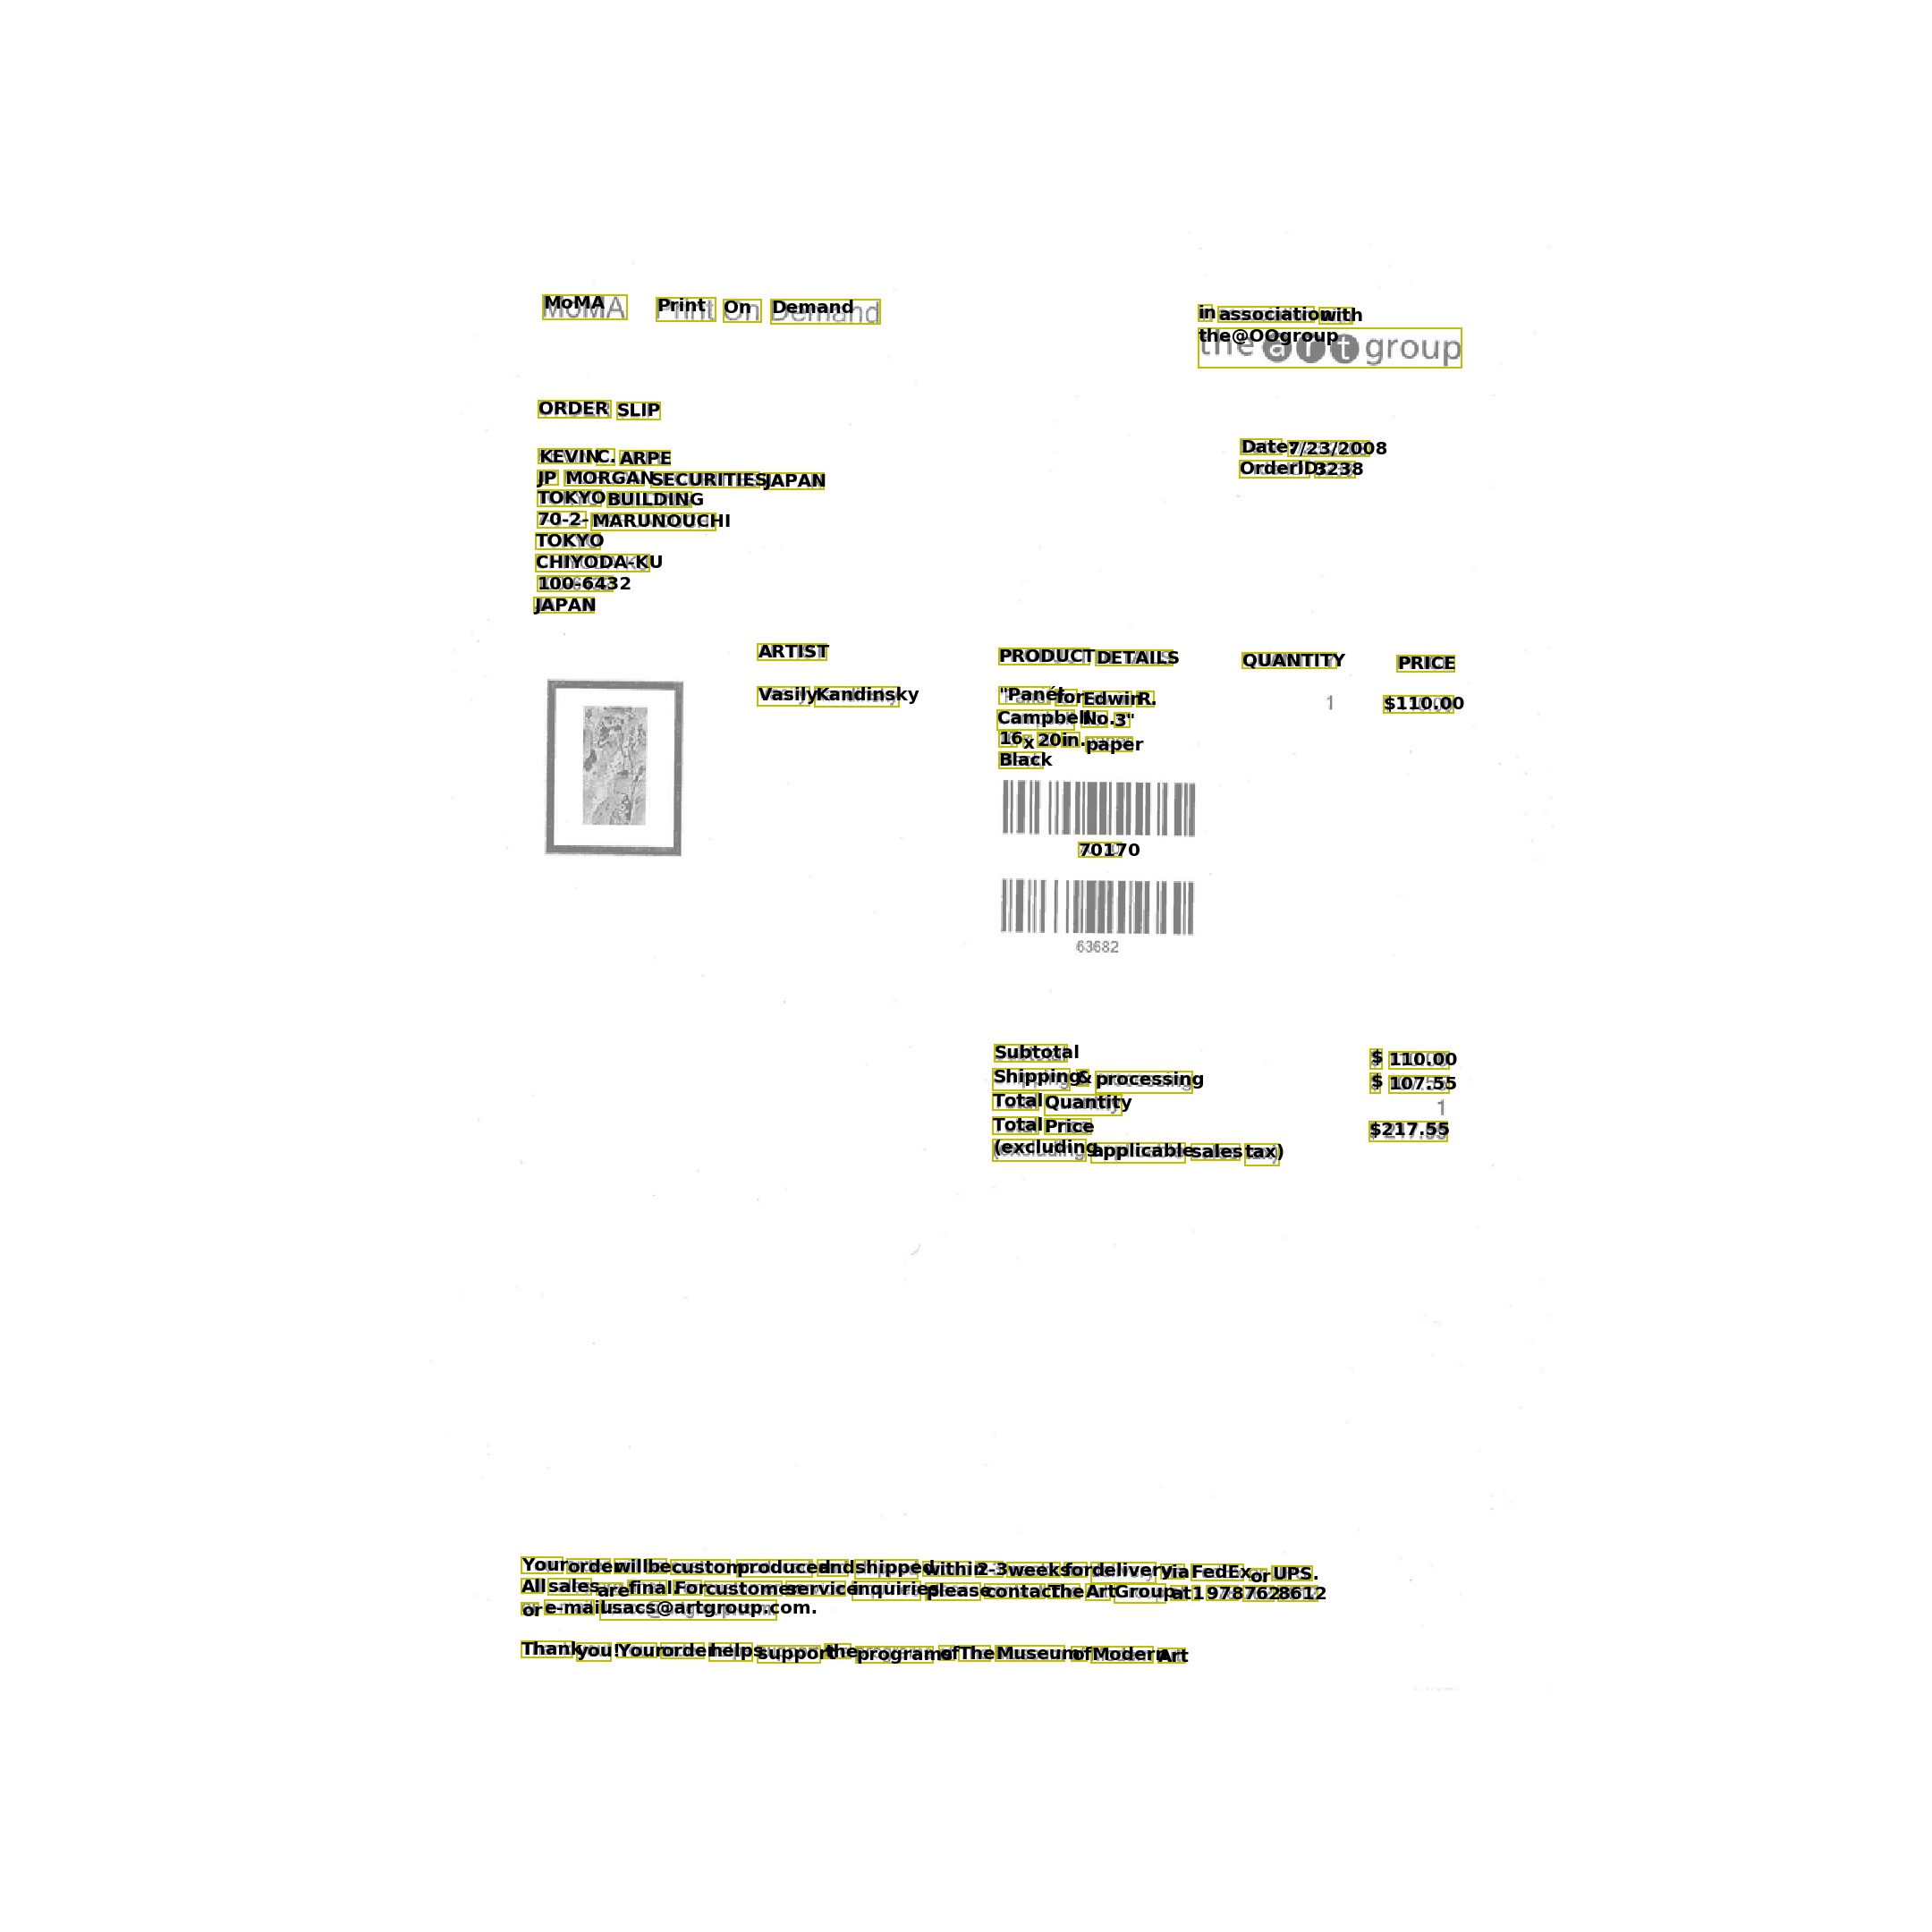 MoMA Print On Demand
in association with
the art group
ORDER SLIP
Date: 7/23/2008
Order ID: 3238
KEVIN C. ARPE
JP MORGAN SECURITIES JAPAN
TOKYO BUILDING
70-2- MARUNOUCHI
TOKYO
CHIYODA-KU
100-6432
JAPAN
ARTIST PRODUCT DETAILS QUANTITY PRICE
Vasily Kandinsky "Panel for Edwin R. 1 $110.00
Campbell No. 3"
16 x 20 in. paper
Black
70170
63682
Subtotal $ 110.00
Shipping & processing $ 107.55
Total Quantity 1
Total Price $217.55
(excluding applicable sales tax)
Your order will be custom produced and shipped within 2-3 weeks for delivery via FedEx or UPS.
All sales are final. For customer service inquiries please contact The Art Group at 1 978 762 8612
or e-mail usacs@artgroup.com.
Thank you! Your order helps support the programs of The Museum of Modern Art